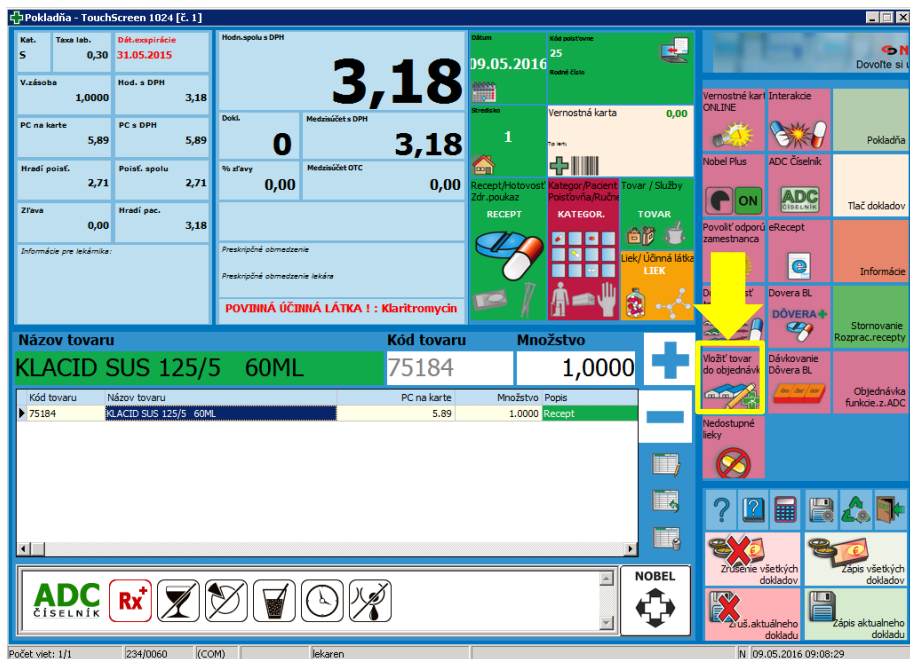 Pokladňa - TouchScreen 1024 [č. 1]
Kat.
Taxa lab.
Dát.exspirácie
S
0,30
31.05.2015
V.zásoba
Hod. s DPH
1,0000
3,18
PC na karte
PC s DPH
5,89
5,89
Hradí poisť.
Poisť. spolu
2,71
2,71
Zľava
Hradí pac.
0,00
3,18
Informácie pre lekárnika:
Hodn.spolu s DPH
3,18
Dokl.
Medzisúčet s DPH
0
3,18
% zľavy
Medzisúčet OTC
0,00
0,00
Preskripčné obmedzenie
Preskripčné obmedzenie lekára
POVINNÁ ÚČINNÁ LÁTKA ! : Klaritromycin
Dátum
09.05.2016
Kód poisťovne
25
Rodné číslo
Stredisko
1
Vernostná karta
0,00
Recept/Hotovosť
Zdr.poukaz
RECEPT
Kategor/Pacient
Poistovňa/Ručne
KATEGOR.
Tovar / Služby
TOVAR
Liek/ Účinná látka
LIEK
Dovoľte si
Vernostné kart
ONLINE
Interakcie
Pokladňa
Nobel Plus
ON
ADC Číselník
ADC
ČÍSELNÍK
Tlač dokladov
Povoliť odporú
zamestnanca
eRecept
Informácie
Dovera BL
DÔVERA+
Stornovanie
Rozprac.recepty
Vložiť tovar
do objednávk
Dávkovanie
Dôvera BL
Objednávka
funkcie.z.ADC
Nedostupné
lieky
Názov tovaru
Kód tovaru
Množstvo
KLACID SUS 125/5 60ML
75184
1,0000
Kód tovaru
Názov tovaru
PC na karte
Množstvo
Popis
75184
KLACID SUS 125/5 60ML
5.89
1.0000
Recept
ADC
ČÍSELNÍK
Rx+
NOBEL
Zrušenie všetkých
dokladov
Zápis všetkých
dokladov
Zruš.aktuálneho
dokladu
Zápis aktualneho
dokladu
Počet viet: 1/1
234/0060
(COM)
lekaren
N
09.05.2016 09:08:29